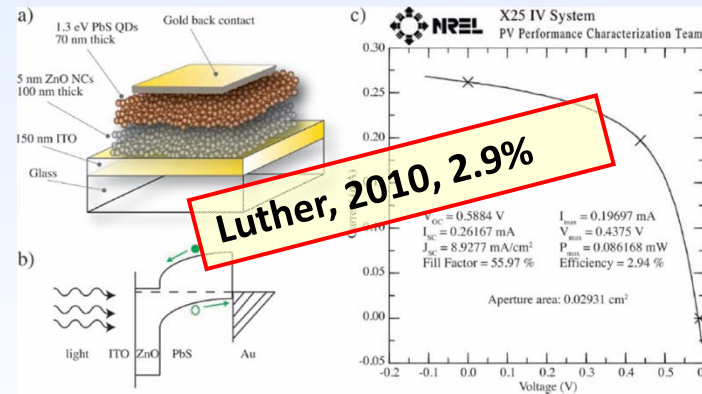 a)
Gold back contact
1.3 eV PbS QDs
70 nm thick
5 nm ZnO NCs
100 nm thick
150 nm ITO
Glass
b)
light ITO ZnO PbS Au
c)
NREL
X25 IV System
PV Performance Characterization Team
0.30
0.25
0.20
0.05
0.00
-0.05
-0.2 -0.1 0.0 0.1 0.2 0.3 0.4 0.5
Voltage (V)
Luther, 2010, 2.9%
V_OC = 0.5884 V
I_SC = 0.26167 mA
J_SC = 8.9277 mA/cm²
Fill Factor = 55.97 %
I_max = 0.19697 mA
V_max = 0.4375 V
P_max = 0.086168 mW
Efficiency = 2.94 %
Aperture area: 0.02931 cm²